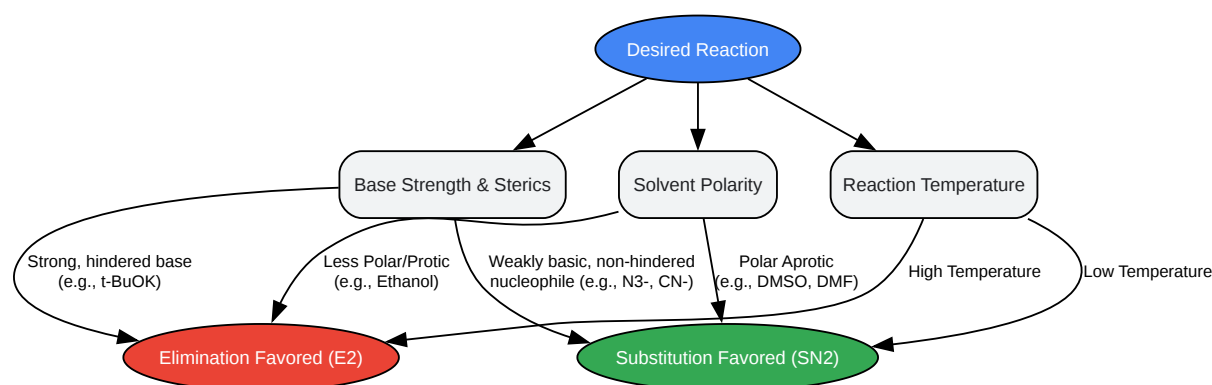 Desired Reaction
Base Strength & Sterics
Solvent Polarity
Reaction Temperature
Strong, hindered base
(e.g., t-BuOK)
Less Polar/Protic
(e.g., Ethanol)
Weakly basic, non-hindered
nucleophile (e.g., N3-, CN-)
Polar Aprotic
(e.g., DMSO, DMF)
High Temperature
Low Temperature
Elimination Favored (E2)
Substitution Favored (SN2)